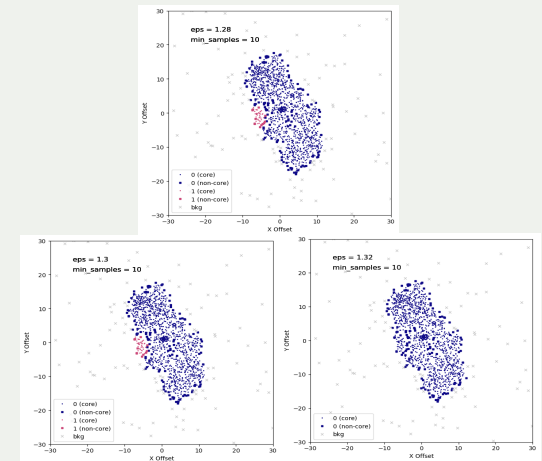 30
20
10
0
−10
−20
−30
Y Offset
eps = 1.28
min_samples = 10
0 (core)
0 (non-core)
1 (core)
1 (non-core)
bkg
−30 −20 −10 0 10 20 30
X Offset
30
20
10
0
−10
−20
−30
Y Offset
eps = 1.3
min_samples = 10
0 (core)
0 (non-core)
1 (core)
1 (non-core)
bkg
−30 −20 −10 0 10 20 30
X Offset
30
20
10
0
−10
−20
−30
Y Offset
eps = 1.32
min_samples = 10
0 (core)
0 (non-core)
bkg
−30 −20 −10 0 10 20 30
X Offset